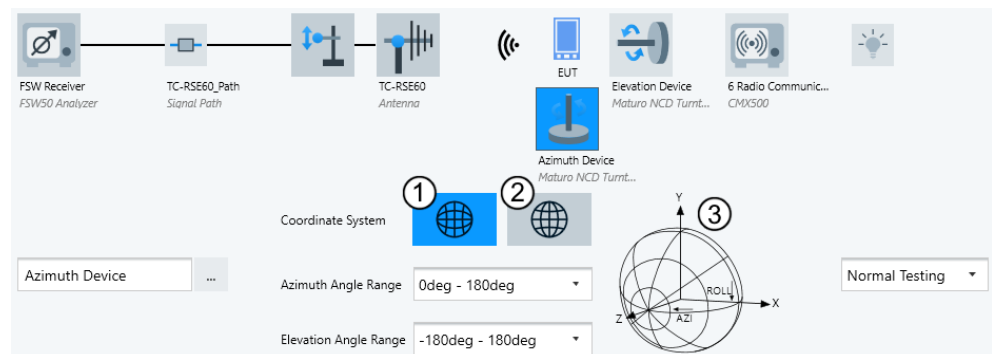 EUT
FSW Receiver
FSW50 Analyzer
TC-RSE60_Path
Signal Path
TC-RSE60
Antenna
Elevation Device
Maturo NCD Turnt...
6 Radio Communic...
CMX500
Azimuth Device
Maturo NCD Turnt...
1
2
3
Coordinate System
Y
ROLL
X
Z
AZI
Azimuth Device
...
Azimuth Angle Range
0deg - 180deg
Normal Testing
Elevation Angle Range
-180deg - 180deg